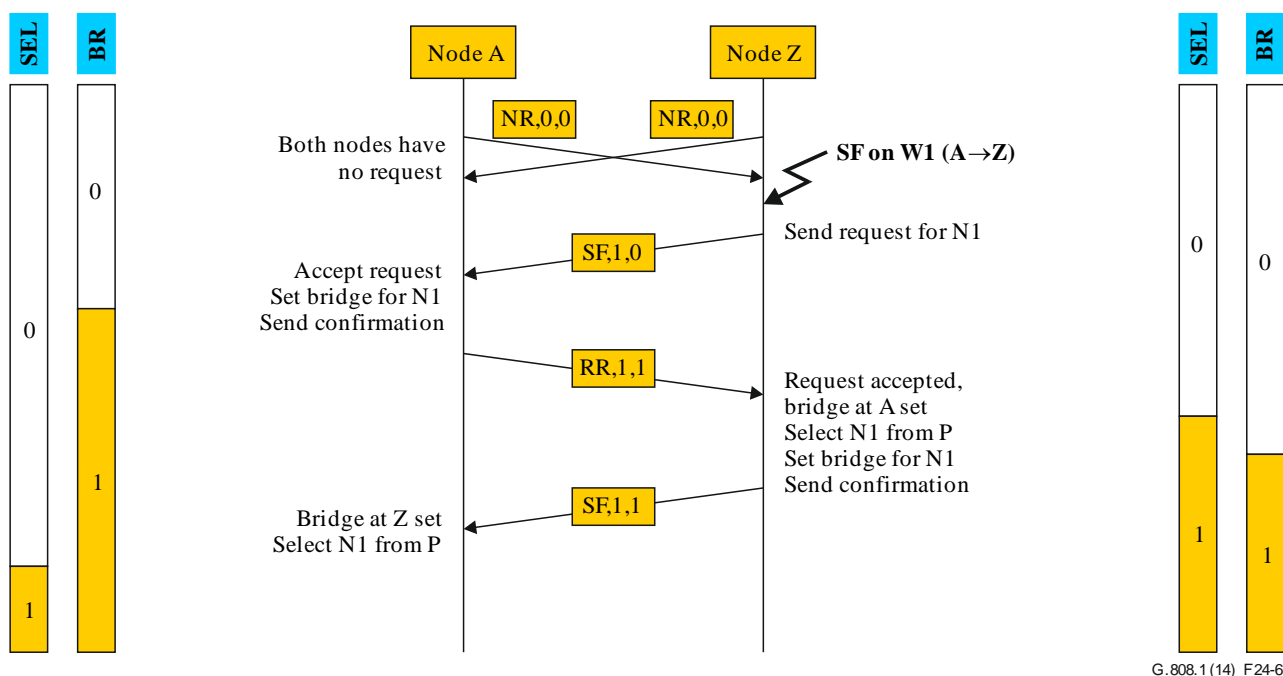 SEL
BR
Node A
Node Z
SEL
BR
NR,0,0
NR,0,0
Both nodes have
no request
SF on W1 (A→Z)
0
Send request for N1
0
0
SF,1,0
Accept request
Set bridge for N1
Send confirmation
0
RR,1,1
Request accepted,
bridge at A set
Select N1 from P
Set bridge for N1
Send confirmation
1
SF,1,1
Bridge at Z set
Select N1 from P
1
1
1
G.808.1(14) F24-6